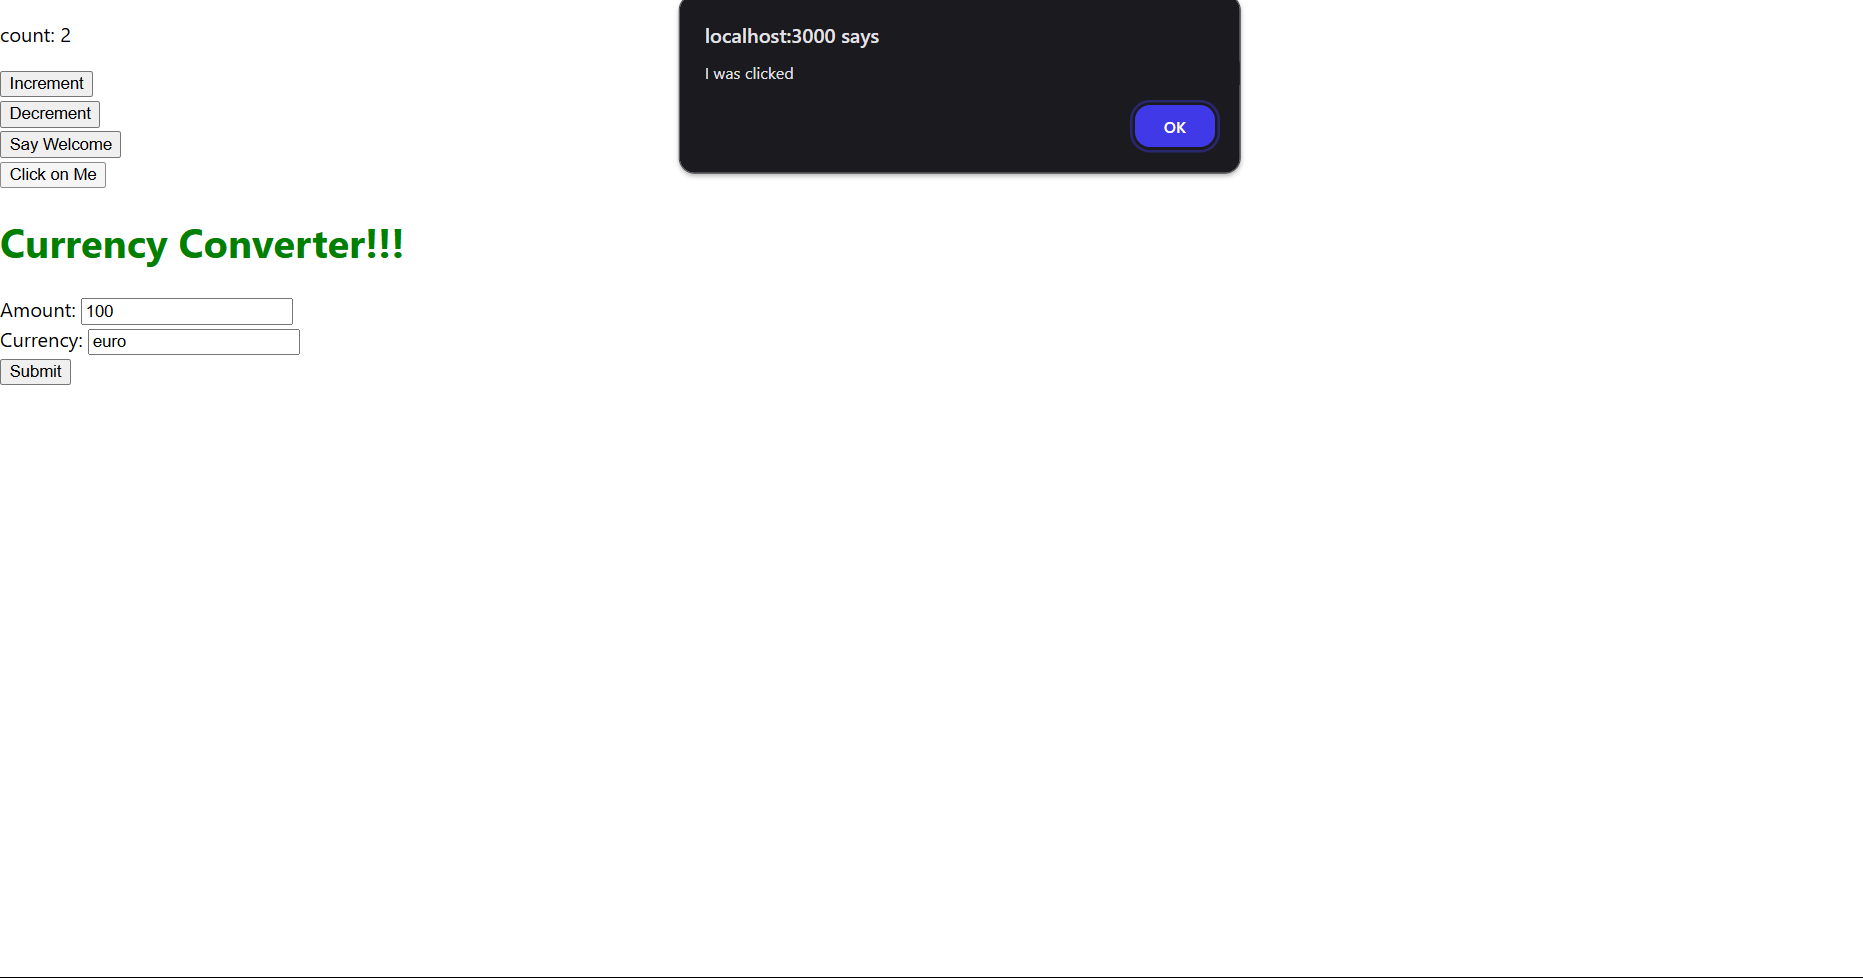 count: 2
Increment
Decrement
Say Welcome
Click on Me
Currency Converter!!!
Amount: 100
Currency: euro
Submit
localhost:3000 says
I was clicked
OK